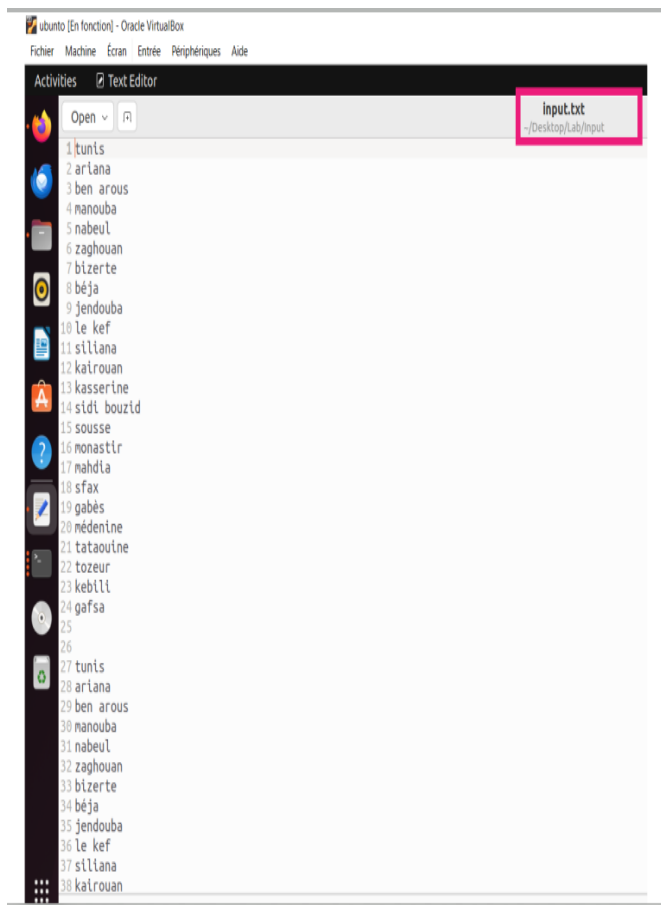 ubunto [En fonction] - Oracle VirtualBox
Fichier Machine Écran Entrée Périphériques Aide
Activities Text Editor
Open input.txt
~/Desktop/Lab/Input
1 tunis
2 ariana
3 ben arous
4 manouba
5 nabeul
6 zaghouan
7 bizerte
8 béja
9 jendouba
10 le kef
11 siliana
12 kairouan
13 kasserine
14 sidi bouzid
15 sousse
16 monastir
17 mahdia
18 sfax
19 gabès
20 médenine
21 tataouine
22 tozeur
23 kebili
24 gafsa
25
26
27 tunis
28 ariana
29 ben arous
30 manouba
31 nabeul
32 zaghouan
33 bizerte
34 béja
35 jendouba
36 le kef
37 siliana
38 kairouan